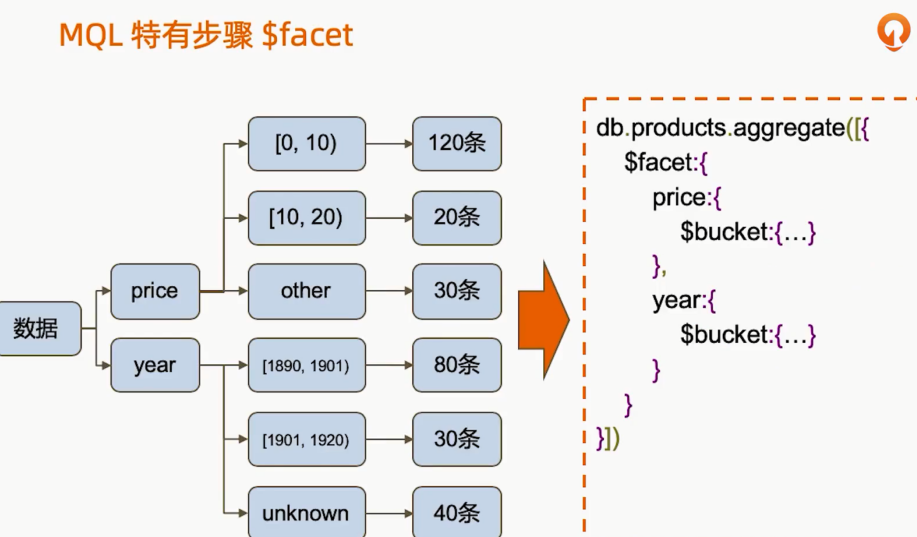 MQL 特有步骤 $facet
[0, 10)
120条
[10, 20)
20条
price
other
30条
数据
year
[1890, 1901)
80条
[1901, 1920)
30条
unknown
40条
db.products.aggregate([{
$facet:{
price:{
$bucket:{…}
},
year:{
$bucket:{…}
}
}
}])